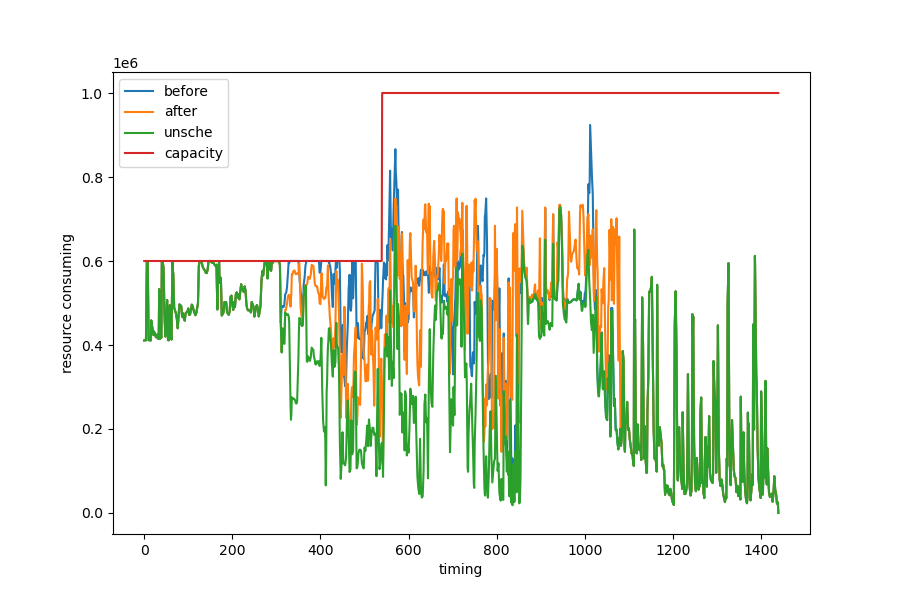 1e6
before
after
unsche
capacity
1.0
0.8
0.6
0.4
0.2
0.0
resource consuming
0 200 400 600 800 1000 1200 1400
timing